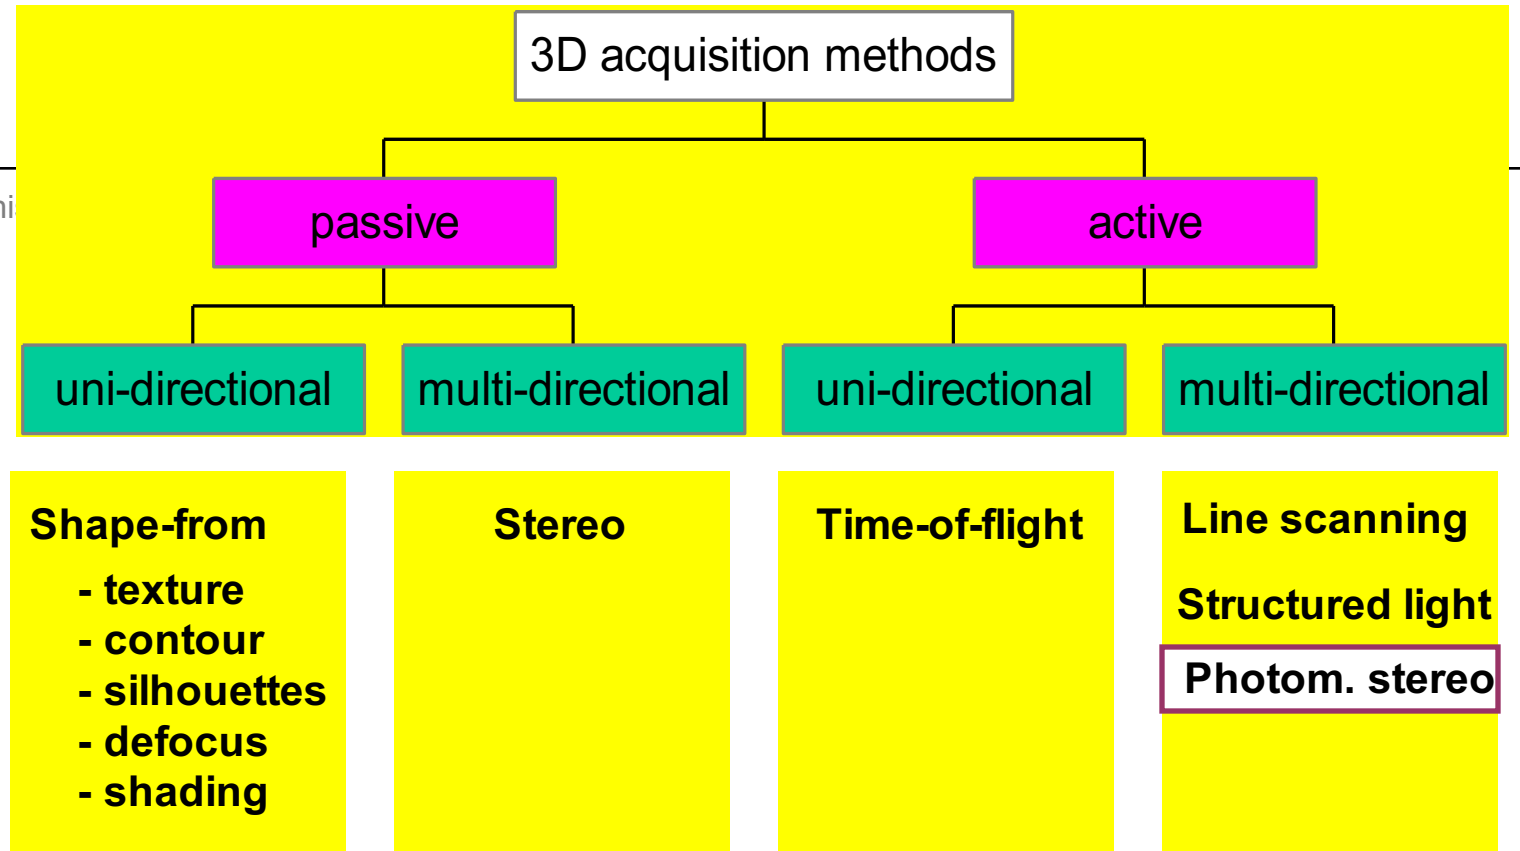 3D acquisition methods
passive
active
uni-directional
multi-directional
uni-directional
multi-directional
Shape-from
- texture
- contour
- silhouettes
- defocus
- shading
Stereo
Time-of-flight
Line scanning
Structured light
Photom. stereo